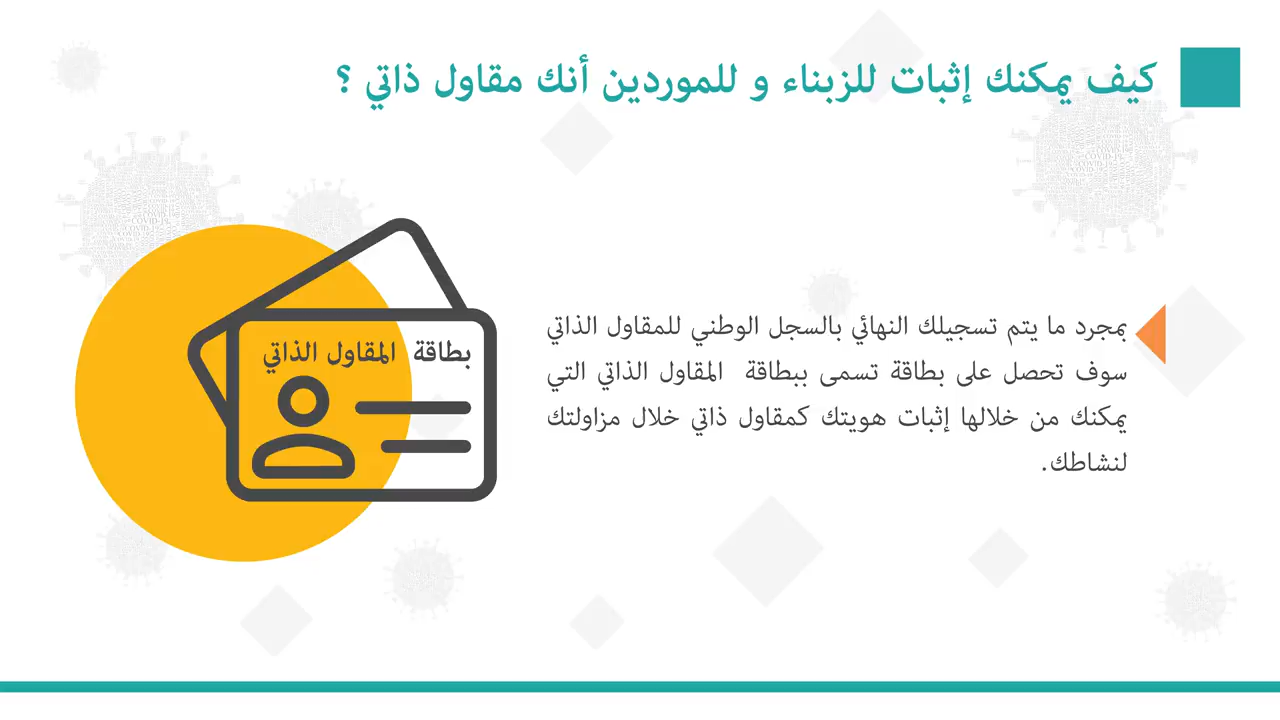 كيف يمكنك إثبات للزبناء و للموردين أنك مقاول ذاتي ؟
بمجرد ما يتم تسجيلك النهائي بالسجل الوطني للمقاول الذاتي
سوف تحصل على بطاقة تسمى ببطاقة المقاول الذاتي التي
يمكنك من خلالها إثبات هويتك كمقاول ذاتي خلال مزاولتك
لنشاطك.
بطاقة المقاول الذاتي